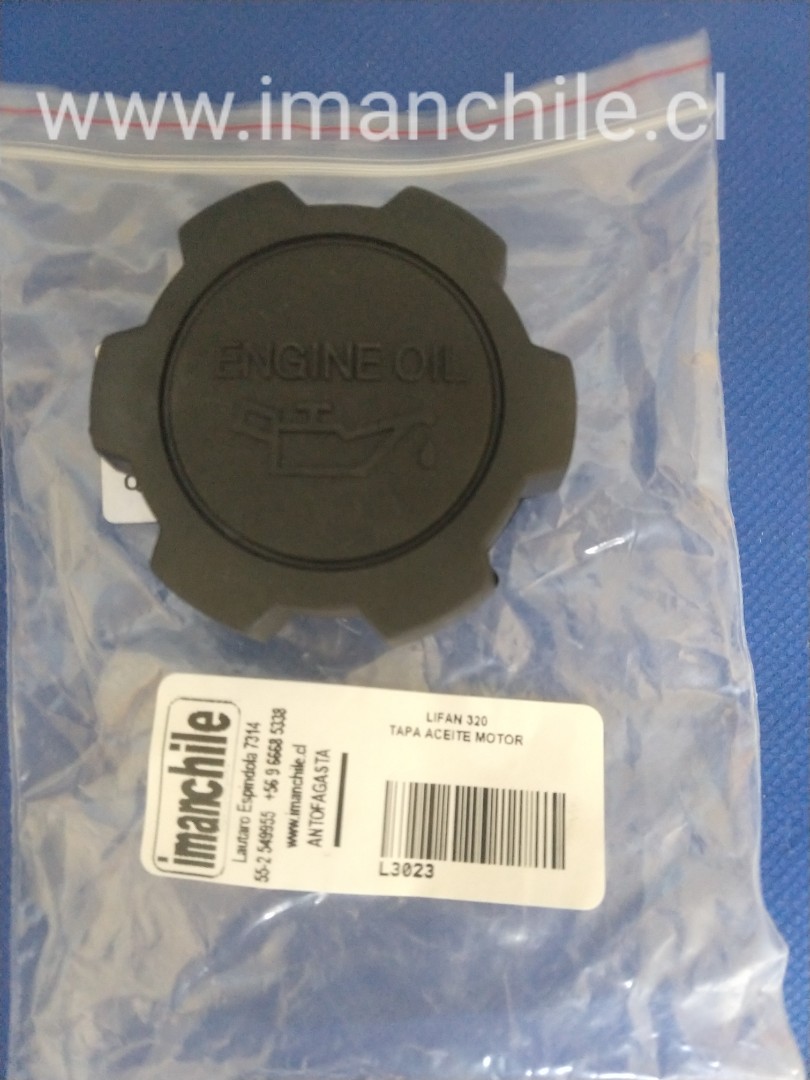 www.imanchile.cl
ENGINE OIL
imanchile
Lautaro Espindola 7314
55-2 549955 +56 9 6668 5338
www.imanchile.cl
ANTOFAGASTA
LIFAN 320
TAPA ACEITE MOTOR
L3023